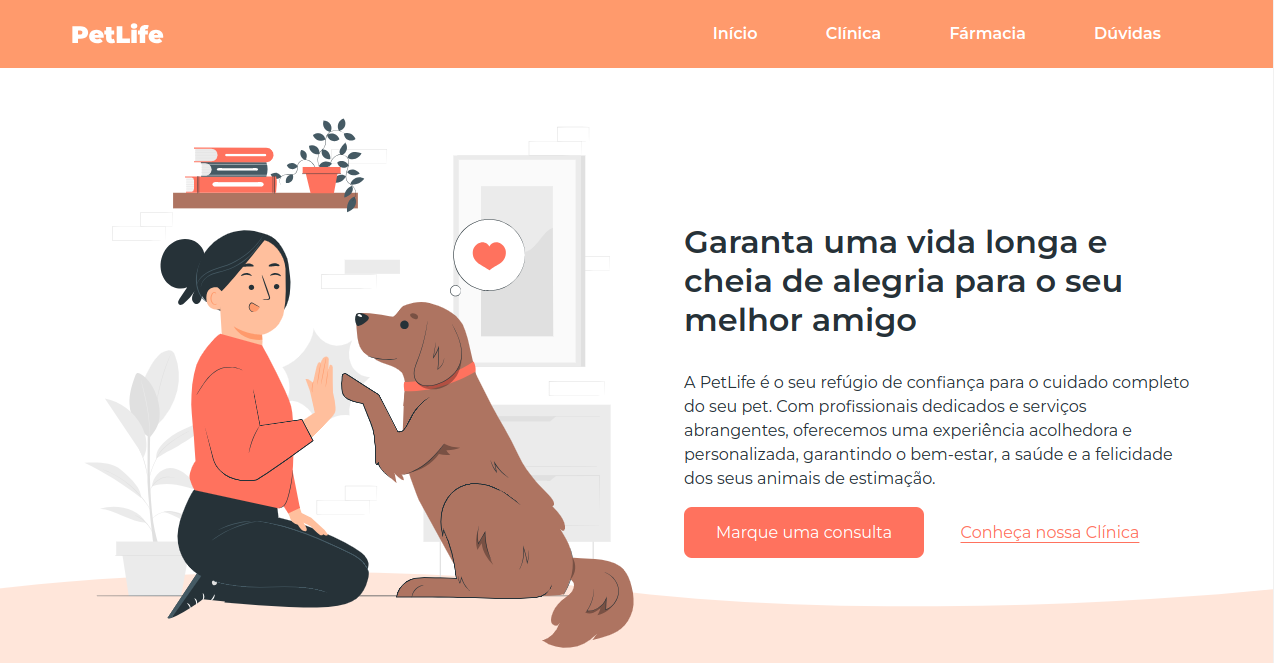 PetLife
Início
Clínica
Fármacia
Dúvidas
Garanta uma vida longa e
cheia de alegria para o seu
melhor amigo
A PetLife é o seu refúgio de confiança para o cuidado completo
do seu pet. Com profissionais dedicados e serviços
abrangentes, oferecemos uma experiência acolhedora e
personalizada, garantindo o bem-estar, a saúde e a felicidade
dos seus animais de estimação.
Marque uma consulta
Conheça nossa Clínica